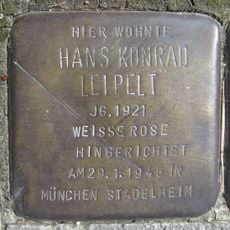 HIER WOHNTE
HANS KONRAD
LEIPELT
JG. 1921
WEISSE ROSE
HINGERICHTET
AM 29.1.1945 IN
MÜNCHEN STADELHEIM